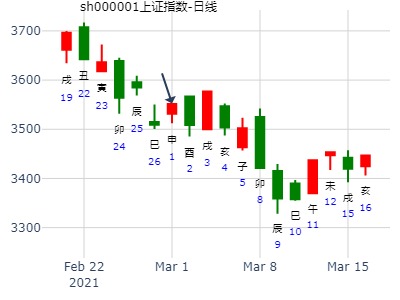 sh000001上证指数-日线
3700
3600
3500
3400
3300
戌
19
丑
22
寅
23
卯
24
辰
25
巳
26
申
1
酉
2
戌
3
亥
4
子
5
卯
8
辰
9
巳
10
午
11
未
12
戌
15
亥
16
Feb 22
2021
Mar 1
Mar 8
Mar 15